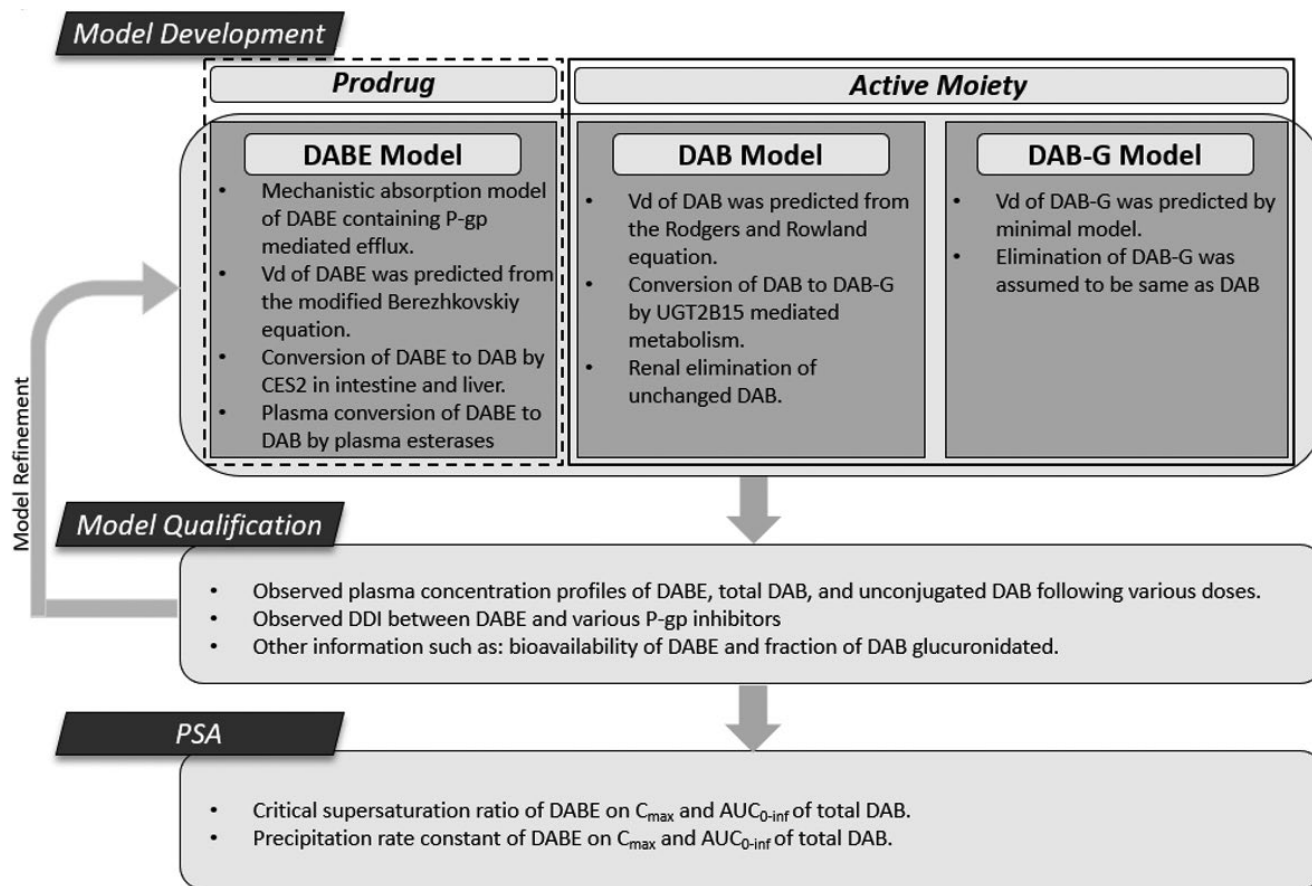 Model Development
Prodrug
Active Moiety
DABE Model
• Mechanistic absorption model
of DABE containing P-gp
mediated efflux.
• Vd of DABE was predicted from
the modified Berezhkovskiy
equation.
• Conversion of DABE to DAB by
CES2 in intestine and liver.
• Plasma conversion of DABE to
DAB by plasma esterases
DAB Model
• Vd of DAB was predicted from
the Rodgers and Rowland
equation.
• Conversion of DAB to DAB-G
by UGT2B15 mediated
metabolism.
• Renal elimination of
unchanged DAB.
DAB-G Model
• Vd of DAB-G was predicted by
minimal model.
• Elimination of DAB-G was
assumed to be same as DAB
Model Refinement
Model Qualification
• Observed plasma concentration profiles of DABE, total DAB, and unconjugated DAB following various doses.
• Observed DDI between DABE and various P-gp inhibitors
• Other information such as: bioavailability of DABE and fraction of DAB glucuronidated.
PSA
• Critical supersaturation ratio of DABE on Cmax and AUC0-inf of total DAB.
• Precipitation rate constant of DABE on Cmax and AUC0-inf of total DAB.